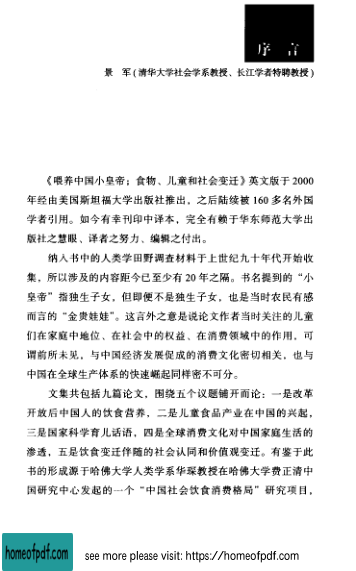 序 言
景 军(清华大学社会学系教授、长江学者特聘教授)
《喂养中国小皇帝:食物、儿童和社会变迁》英文版于2000
年经由美国斯坦福大学出版社推出,之后陆续被160多名外国
学者引用。如今有幸刊印中译本,完全有赖于华东师范大学出
版社之慧眼、译者之努力、编辑之付出。
纳入书中的人类学田野调查材料于上世纪九十年代开始收
集,所以涉及的内容距今已至少有20年之隔。书名提到的“小
皇帝”指独生子女,但即便不是独生子女,也是当时农民有感
而言的“金贵娃娃”。这言外之意是说论文作者当时关注的儿童
们在家庭中地位、在社会中的权益、在消费领域中的作用,可
谓前所未见,与中国经济发展促成的消费文化密切相关,也与
中国在全球生产体系的快速崛起同样密不可分。
文集共包括九篇论文,围绕五个议题铺开而论:一是改革
开放后中国人的饮食营养,二是儿童食品产业在中国的兴起,
三是国家科学育儿话语,四是全球消费文化对中国家庭生活的
渗透,五是饮食变迁伴随的社会认同和价值观变迁。有鉴于此
书的形成源于哈佛大学人类学系华琛教授在哈佛大学费正清中
国研究中心发起的一个“中国社会饮食消费格局”研究项目,
homeofpdf.com
see more please visit: https://homeofpdf.com